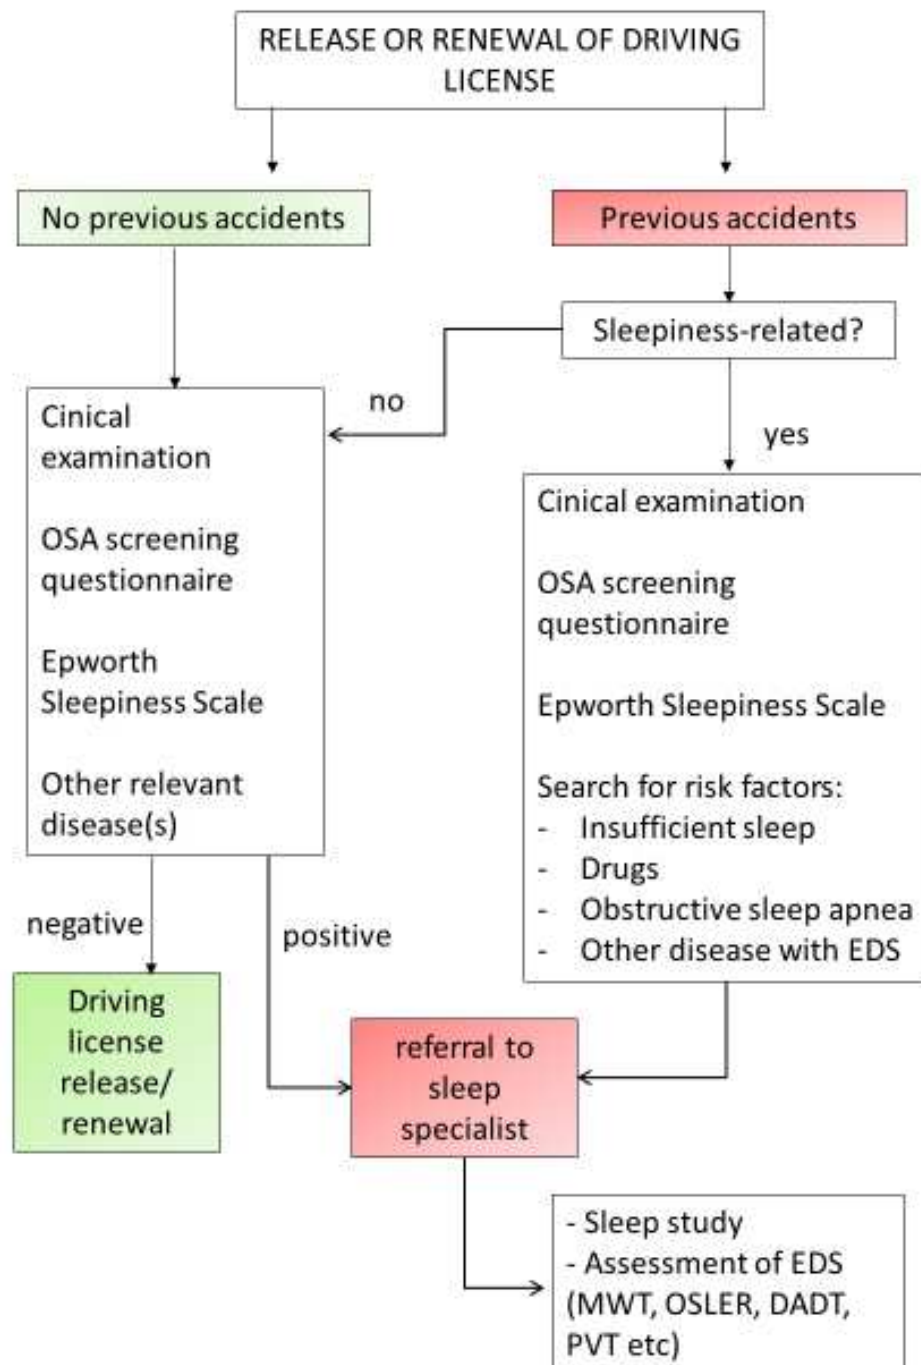 RELEASE OR RENEWAL OF DRIVING
LICENSE
No previous accidents
Previous accidents
Sleepiness-related?
no
yes
Cinical
examination
OSA screening
questionnaire
Epworth
Sleepiness Scale
Other relevant
disease(s)
Cinical examination
OSA screening
questionnaire
Epworth Sleepiness Scale
Search for risk factors:
- Insufficient sleep
- Drugs
- Obstructive sleep apnea
- Other disease with EDS
negative
positive
Driving
license
release/
renewal
referral to
sleep
specialist
- Sleep study
- Assessment of EDS
(MWT, OSLER, DADT,
PVT etc)